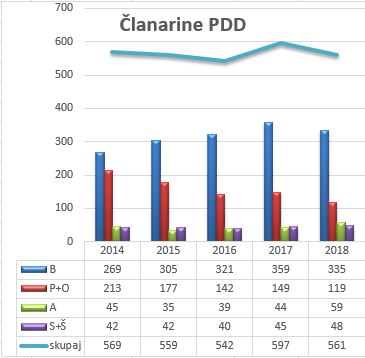 Članarine PDD
700
600
500
400
300
200
100
0
2014 2015 2016 2017 2018
B 269 305 321 359 335
P+O 213 177 142 149 119
A 45 35 39 44 59
S+Š 42 42 40 45 48
skupaj 569 559 542 597 561